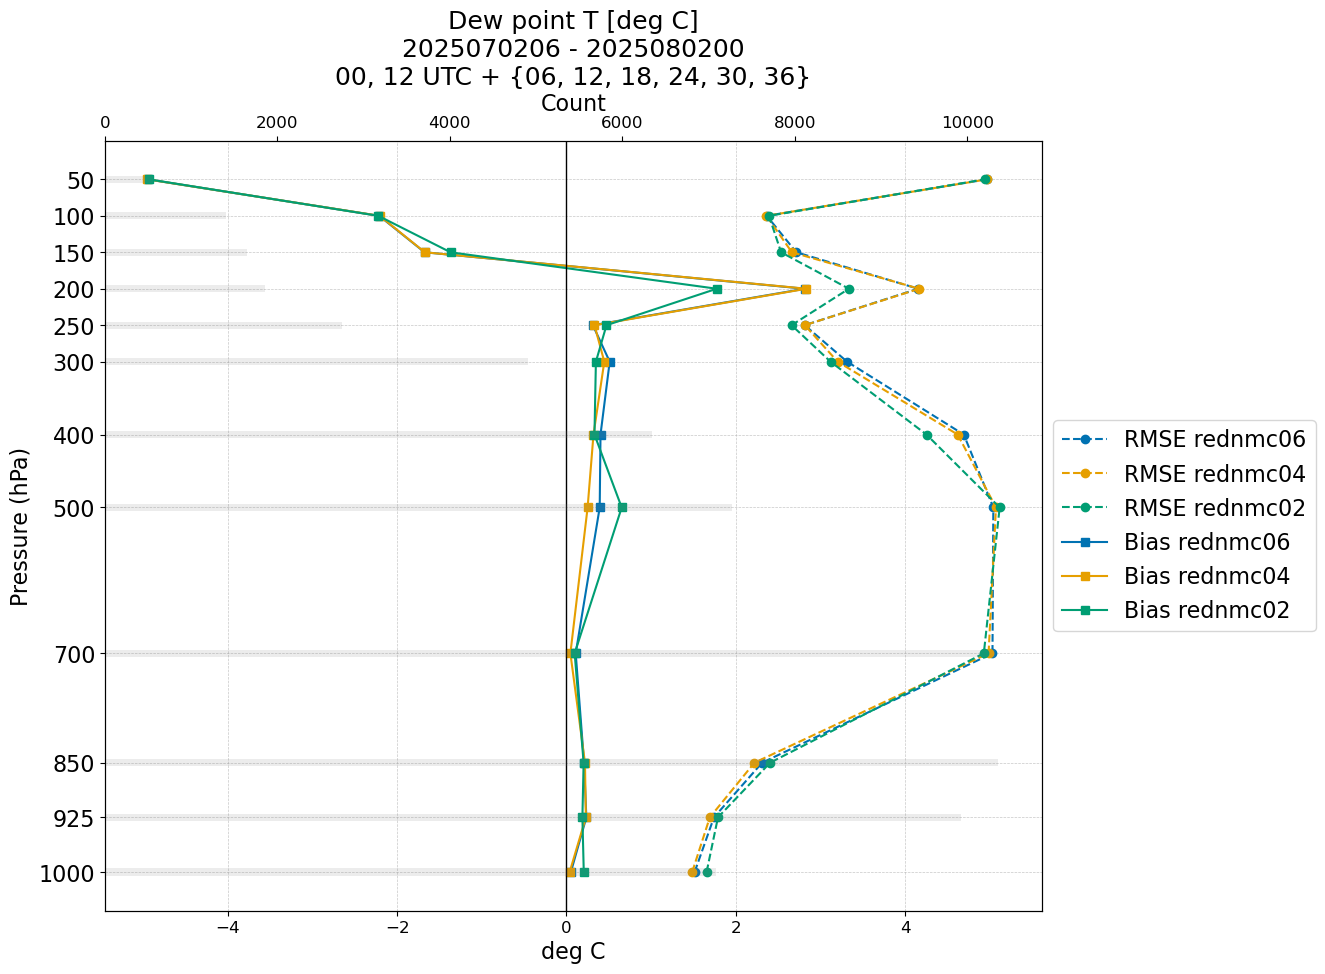 Dew point T [deg C]
2025070206 - 2025080200
00, 12 UTC + {06, 12, 18, 24, 30, 36}
Count
0 2000 4000 6000 8000 10000
50
100
150
200
250
300
400
500
700
850
925
1000
Pressure (hPa)
−4 −2 0 2 4
deg C
RMSE rednmc06
RMSE rednmc04
RMSE rednmc02
Bias rednmc06
Bias rednmc04
Bias rednmc02